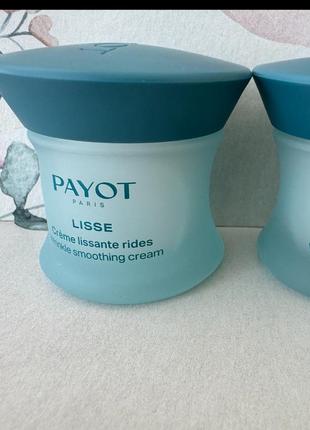 PAYOT
PARIS
LISSE
Crème lissante rides
wrinkle smoothing cream